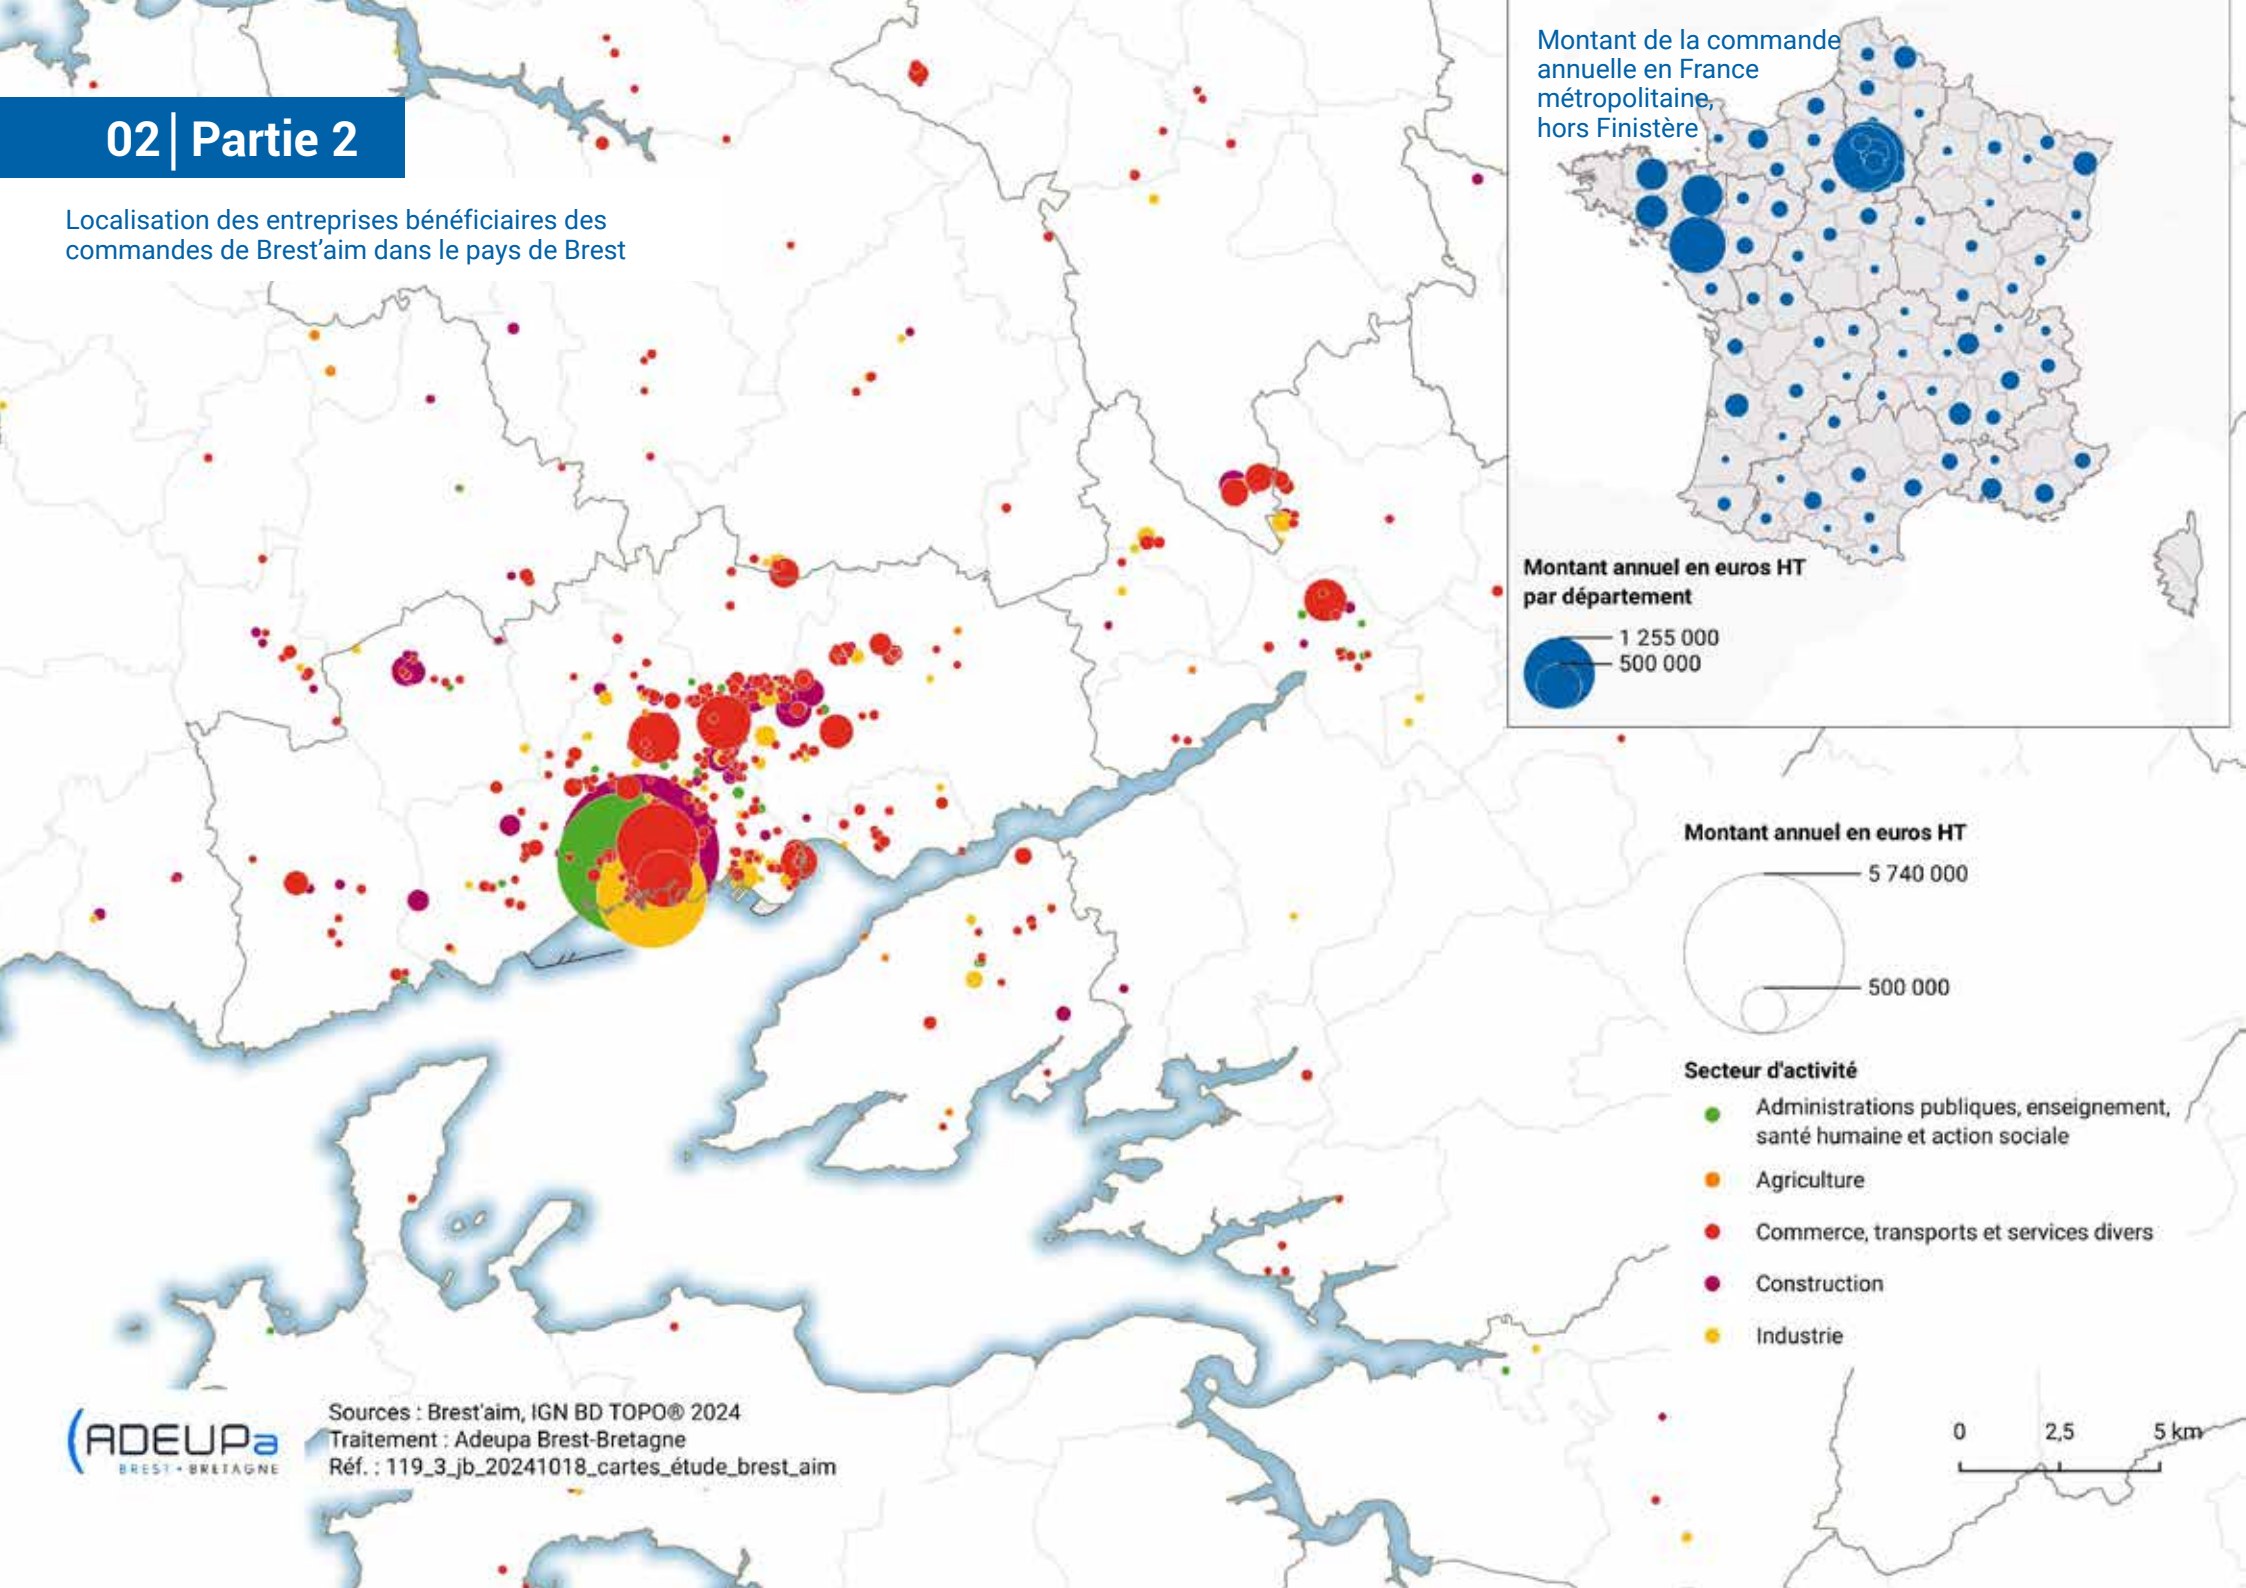 02 | Partie 2
Localisation des entreprises bénéficiaires des
commandes de Brest’aim dans le pays de Brest
Montant de la commande
annuelle en France
métropolitaine,
hors Finistère
Montant annuel en euros HT
par département
1 255 000
500 000
Montant annuel en euros HT
5 740 000
500 000
Secteur d'activité
Administrations publiques, enseignement,
santé humaine et action sociale
Agriculture
Commerce, transports et services divers
Construction
Industrie
0 2,5 5 km
ADEUPa
BREST • BRETAGNE
Sources : Brest'aim, IGN BD TOPO® 2024
Traitement : Adeupa Brest-Bretagne
Réf. : 119_3_jb_20241018_cartes_étude_brest_aim